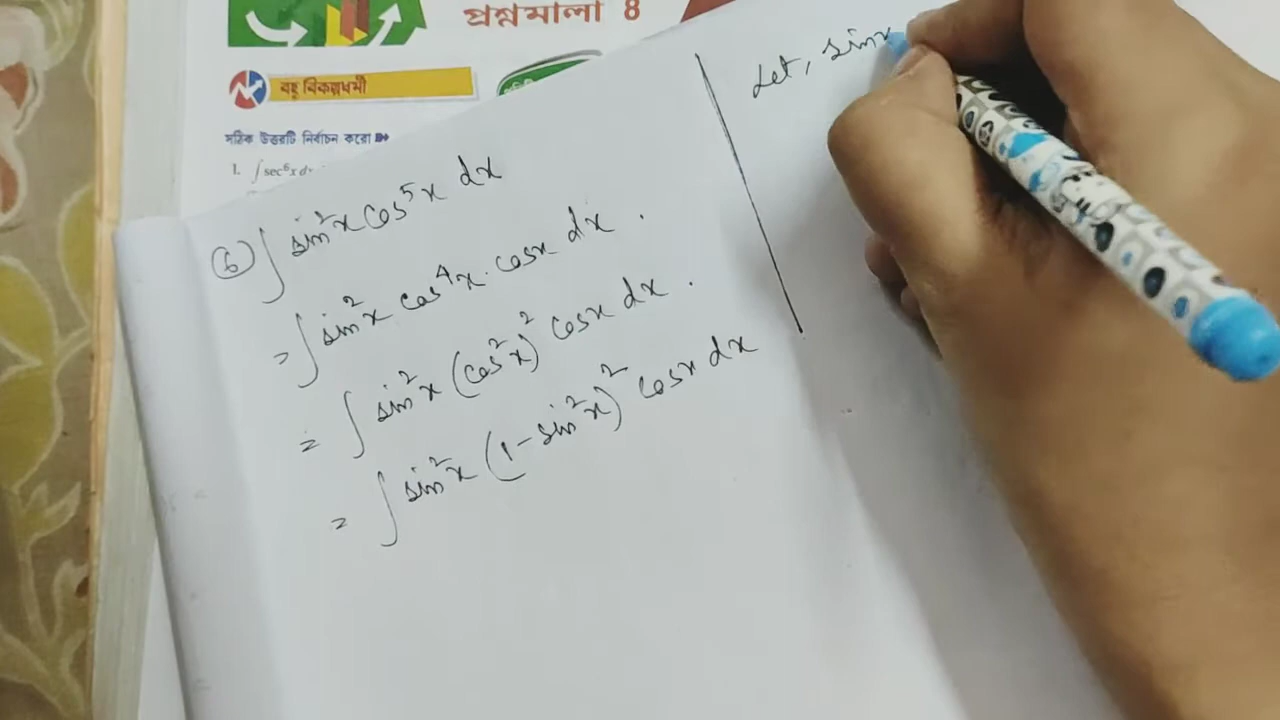 প্রশ্নমালা 8
বহু বিকল্পধর্মী
সঠিক উত্তরটি নির্বাচন করো
1. ∫sec⁶x dx
(6) ∫ sin²x cos⁵x dx
= ∫ sin²x cos⁴x · cosx dx .
= ∫ sin²x (cos²x)² cosx dx .
= ∫ sin²x (1 - sin²x)² cosx dx
Let, sinx